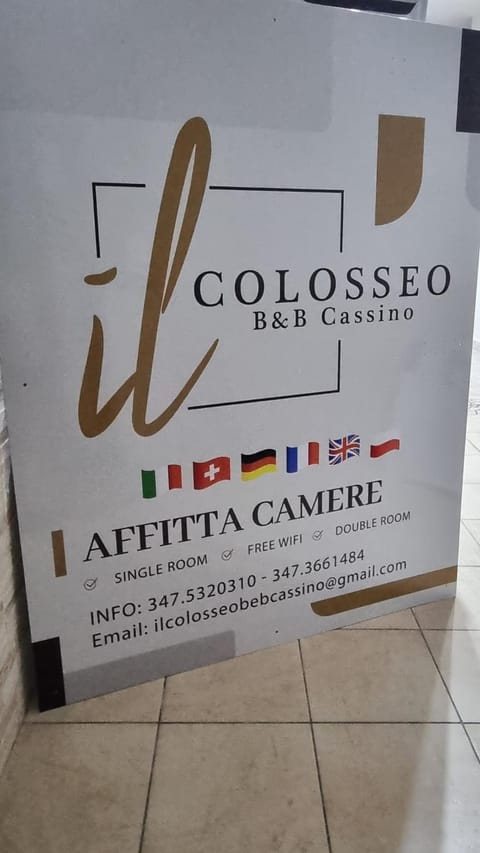 il
COLOSSEO
B&B Cassino
AFFITTA CAMERE
SINGLE ROOM FREE WIFI DOUBLE ROOM
INFO: 347.5320310 - 347.3661484
Email: ilcolosseobebcassino@gmail.com